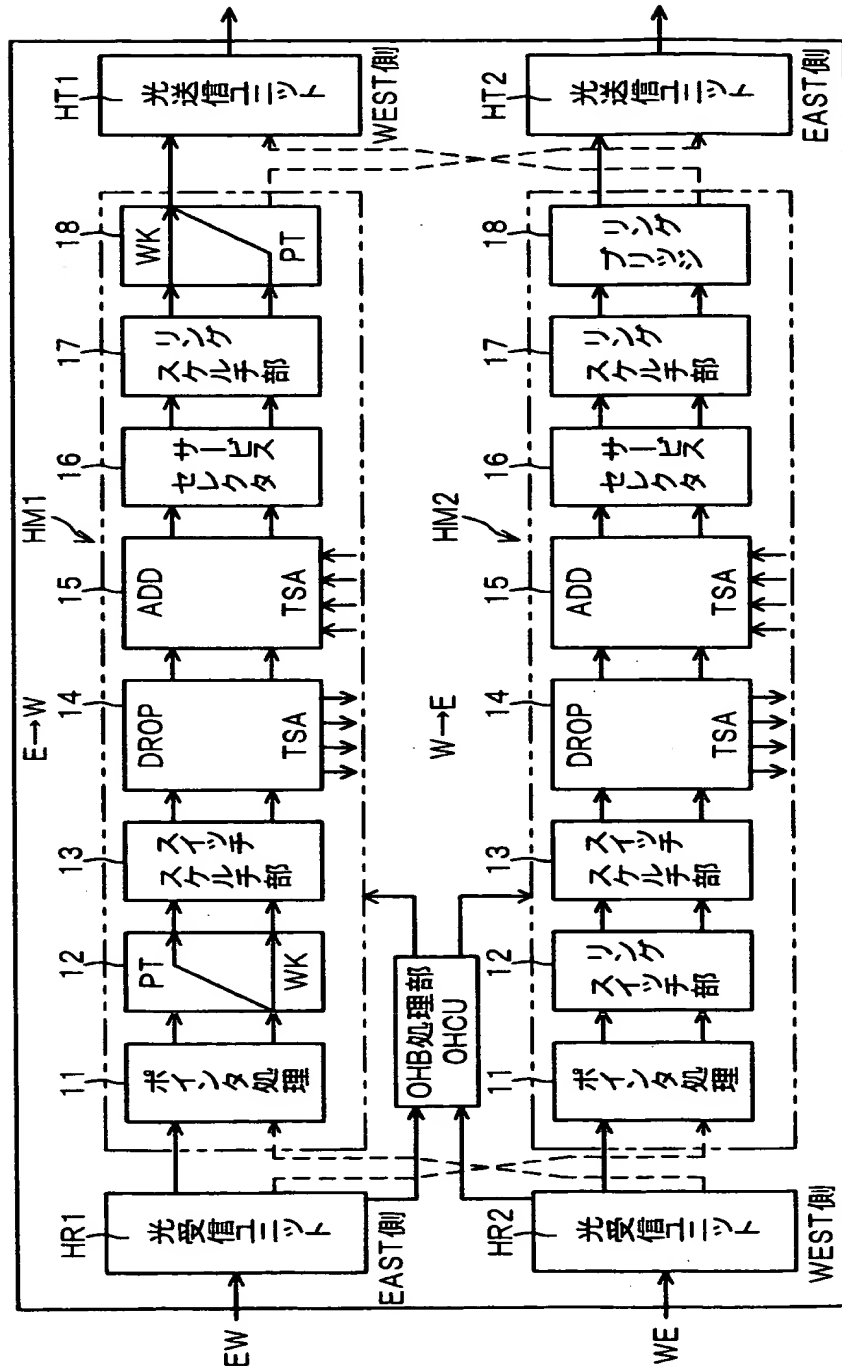 EW
HR1
光受信ユニット
EAST側
E→W
HM1
11
ポインタ処理
12
PT
WK
13
スイッチ
スケルチ部
14
DROP
TSA
15
ADD
TSA
16
サービス
セレクタ
17
リング
スケルチ部
18
WK
PT
HT1
光送信ユニット
WEST側
OHB処理部
OHCU
WE
HR2
光受信ユニット
WEST側
W→E
HM2
11
ポインタ処理
12
リング
スイッチ部
13
スイッチ
スケルチ部
14
DROP
TSA
15
ADD
TSA
16
サービス
セレクタ
17
リング
スケルチ部
18
リング
ブリッジ
HT2
光送信ユニット
EAST側